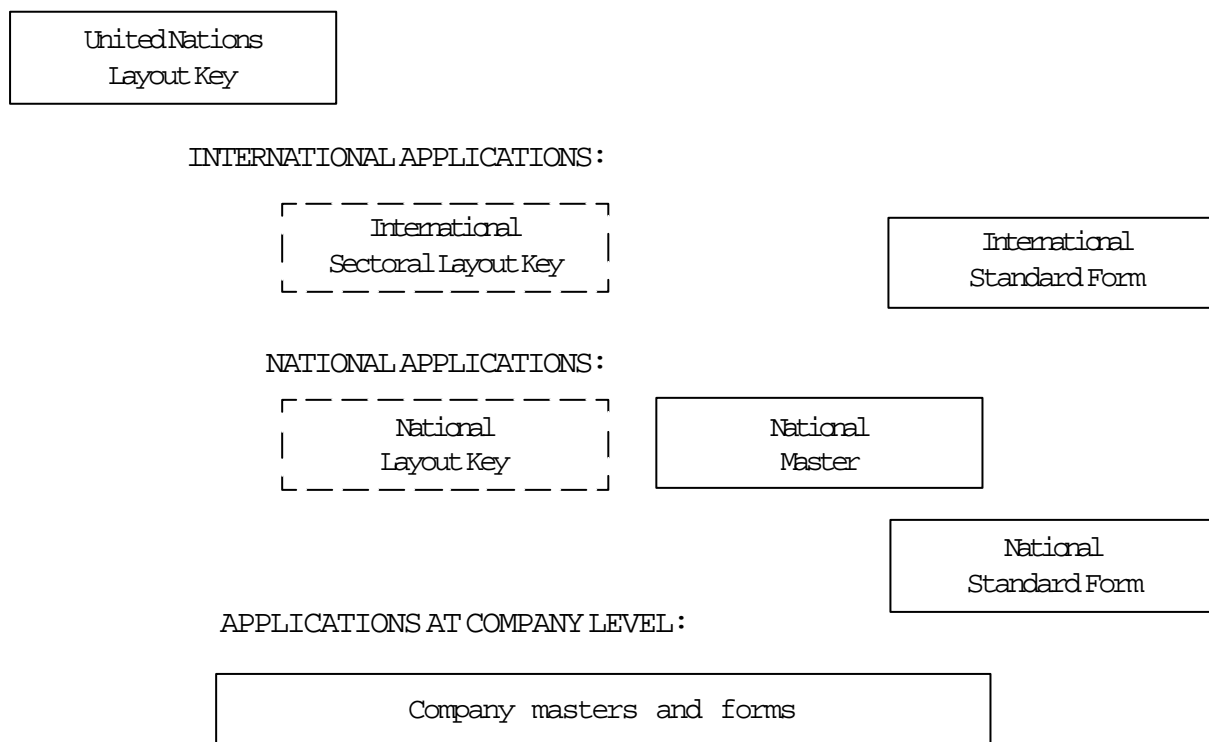 United Nations
Layout Key
INTERNATIONAL APPLICATIONS:
International
Sectoral Layout Key
International
Standard Form
NATIONAL APPLICATIONS:
National
Layout Key
National
Master
National
Standard Form
APPLICATIONS AT COMPANY LEVEL:
Company masters and forms